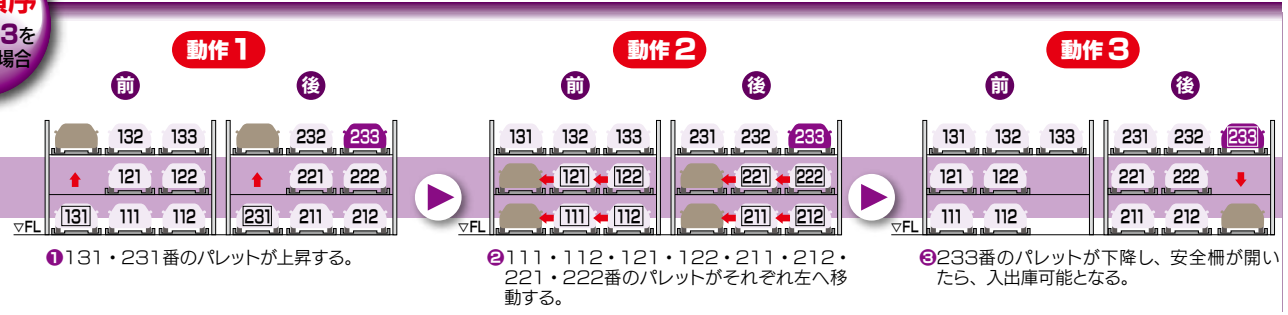 順序
3を
場合
動作1
前
後
132 133
232 233
121 122
221 222
131 111 112
231 211 212
▽FL
❶131・231番のパレットが上昇する。
動作2
前
後
131 132 133
231 232 233
121 122
221 222
111 112
211 212
▽FL
❷111・112・121・122・211・212・
221・222番のパレットがそれぞれ左へ移
動する。
動作3
前
後
131 132 133
231 232 233
121 122
221 222
111 112
211 212
▽FL
❸233番のパレットが下降し、安全柵が開い
たら、入出庫可能となる。